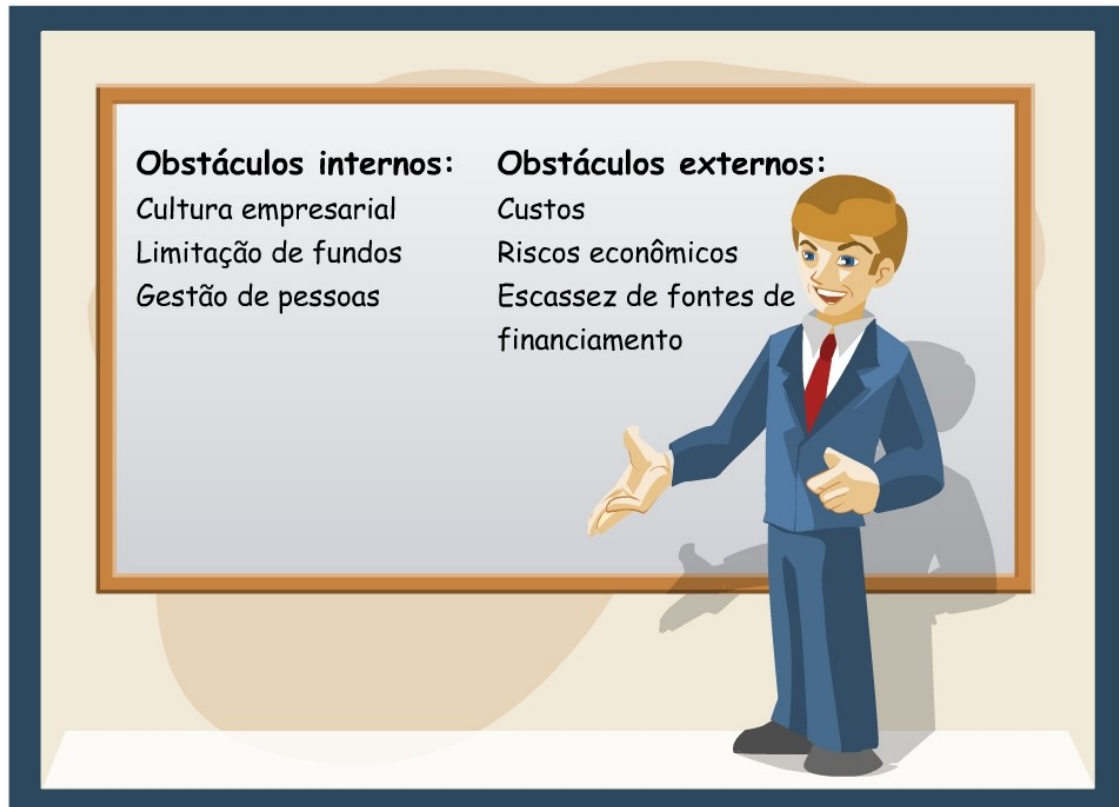 Obstáculos internos:
Cultura empresarial
Limitação de fundos
Gestão de pessoas
Obstáculos externos:
Custos
Riscos econômicos
Escassez de fontes de
financiamento